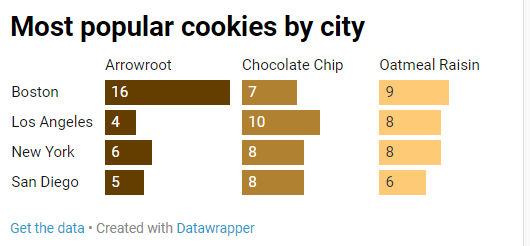 Most popular cookies by city
Arrowroot Chocolate Chip Oatmeal Raisin
Boston 16 7 9
Los Angeles 4 10 8
New York 6 8 8
San Diego 5 8 6
Get the data • Created with Datawrapper